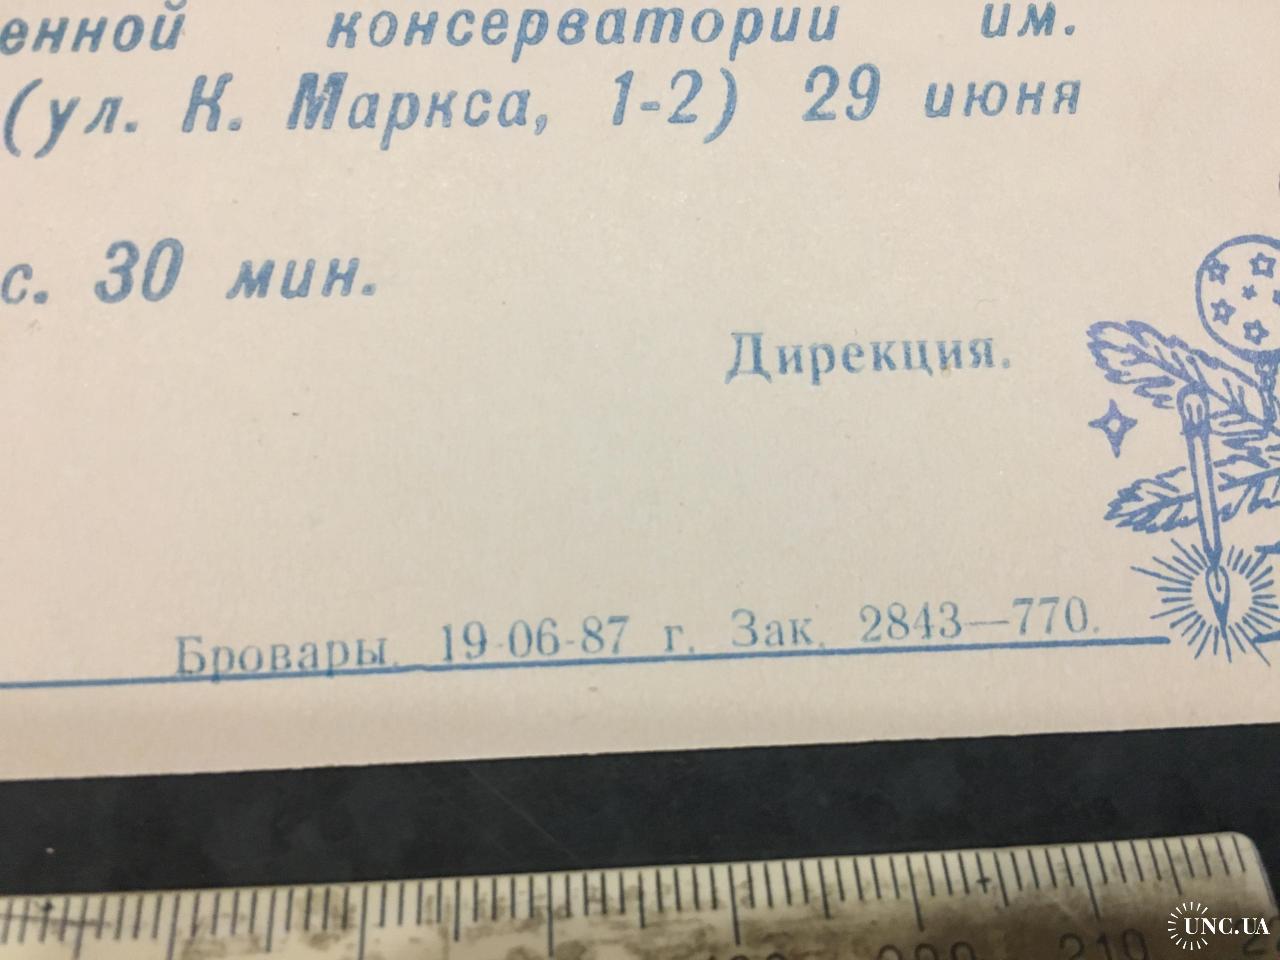 енной консерватории им.
(ул. К. Маркса, 1-2) 29 июня
с. 30 мин.
Дирекция.
Бровары. 19-06-87 г. Зак. 2843—770.
210
UNC.UA